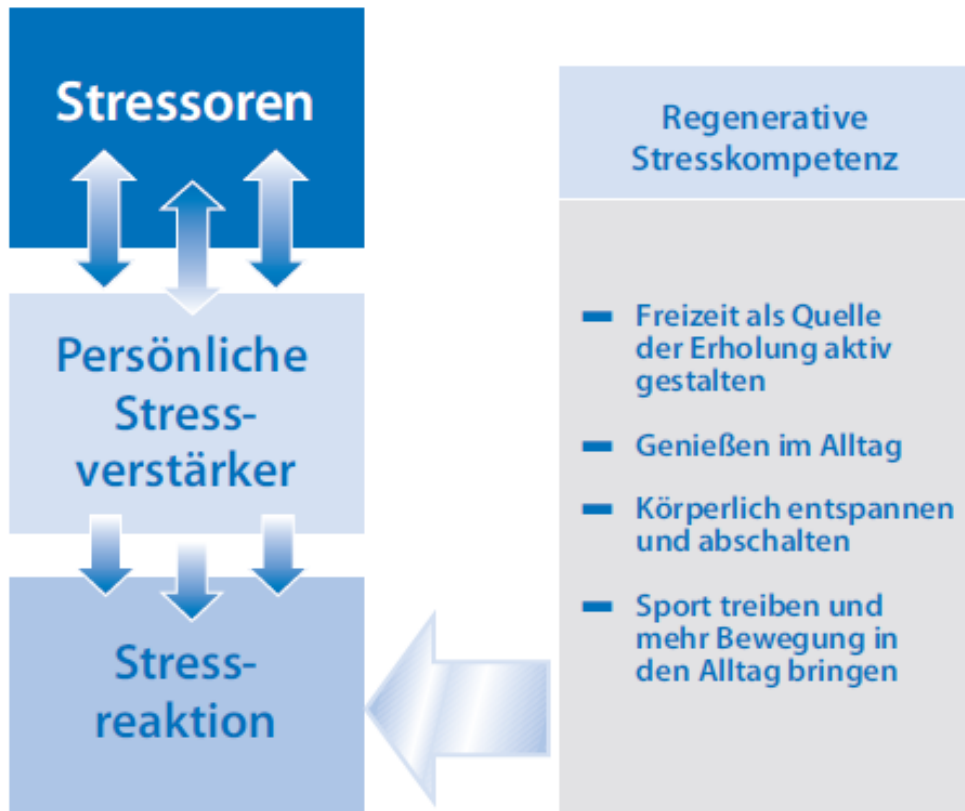 Stressoren
Persönliche
Stress-
verstärker
Stress-
reaktion
Regenerative
Stresskompetenz
Freizeit als Quelle
der Erholung aktiv
gestalten
Genießen im Alltag
Körperlich entspannen
und abschalten
Sport treiben und
mehr Bewegung in
den Alltag bringen